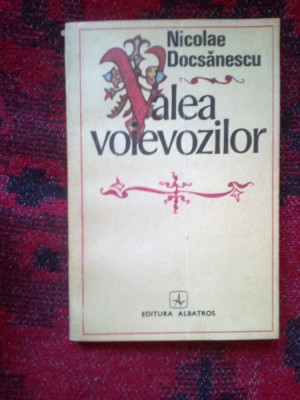 Nicolae
Docsănescu
Valea
voievozilor
EDITURA ALBATROS